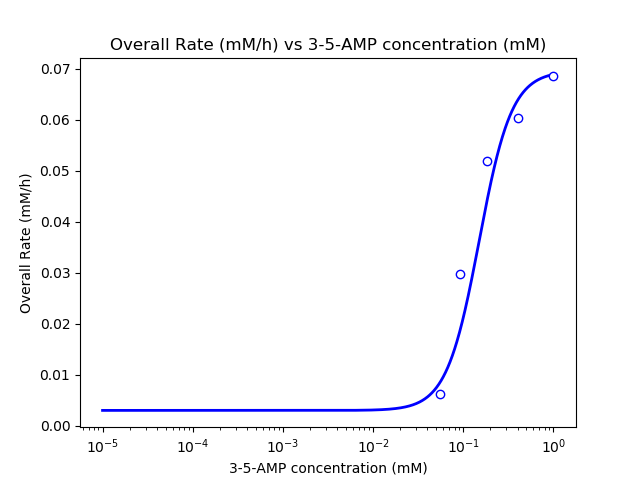 Overall Rate (mM/h) vs 3-5-AMP concentration (mM)
Overall Rate (mM/h)
0.07
0.06
0.05
0.04
0.03
0.02
0.01
0.00
10⁻⁵ 10⁻⁴ 10⁻³ 10⁻² 10⁻¹ 10⁰
3-5-AMP concentration (mM)